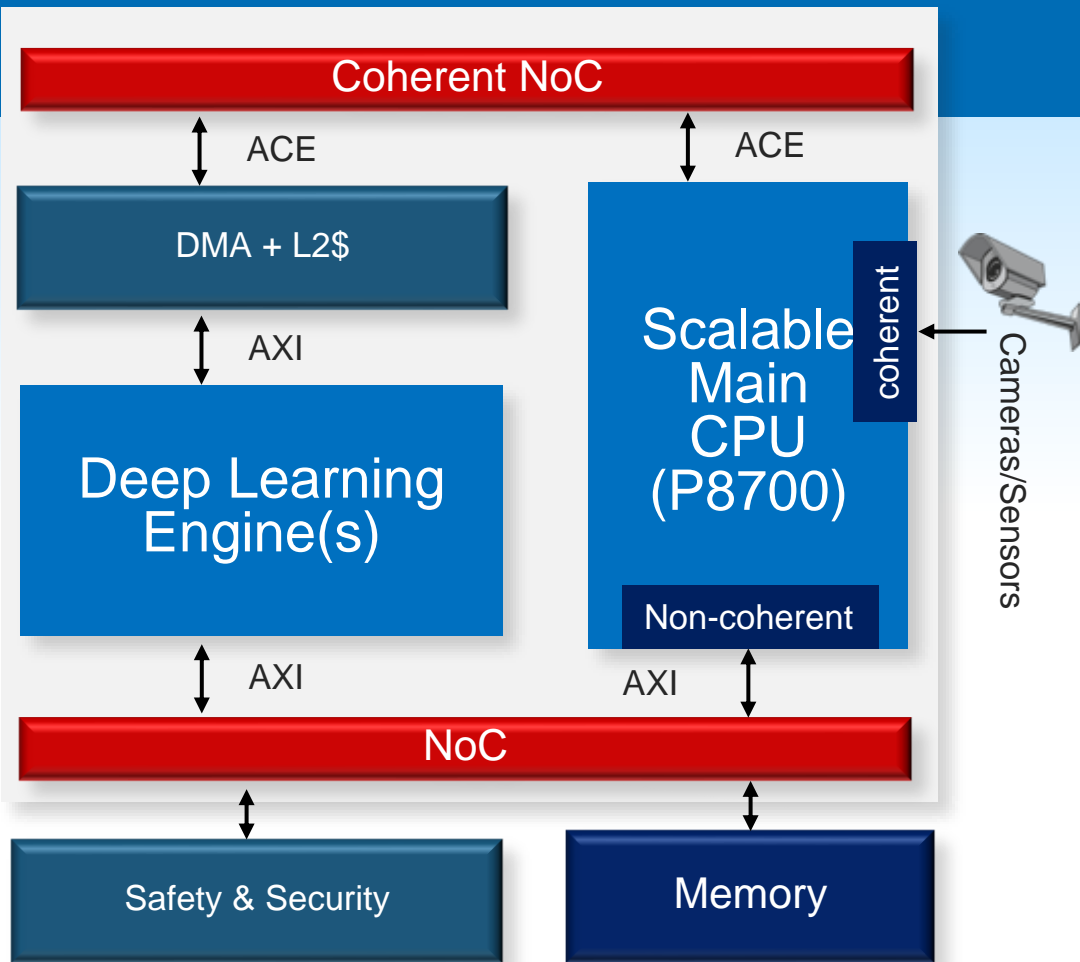 Coherent NoC
ACE
ACE
DMA + L2$
AXI
Deep Learning
Engine(s)
Scalable
Main
CPU
(P8700)
coherent
Cameras/Sensors
Non-coherent
AXI
AXI
NoC
Safety & Security
Memory